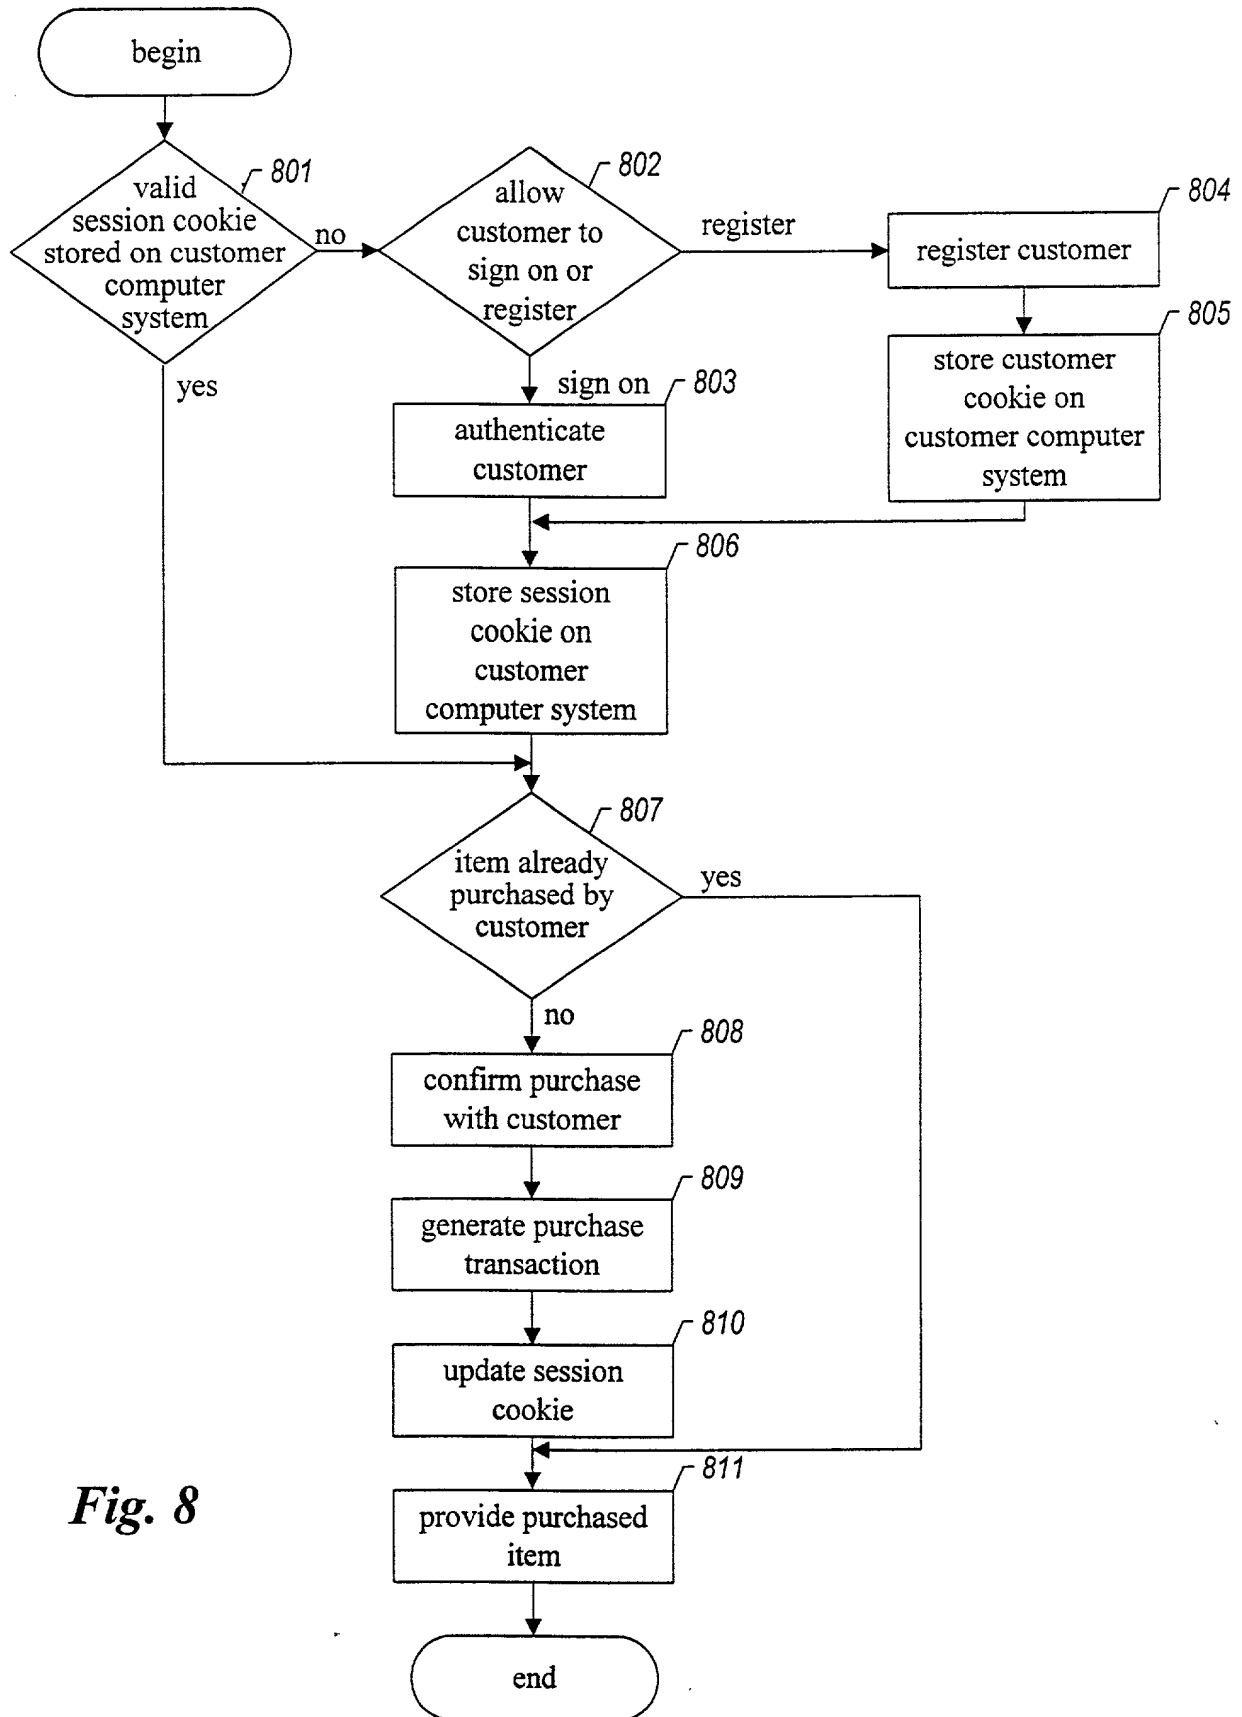 begin
801
valid
session cookie
stored on customer
computer
system
no
yes
802
allow
customer to
sign on or
register
register
804
register customer
805
store customer
cookie on
customer computer
system
sign on
803
authenticate
customer
806
store session
cookie on
customer
computer system
807
item already
purchased by
customer
yes
no
808
confirm purchase
with customer
809
generate purchase
transaction
810
update session
cookie
811
provide purchased
item
end
Fig. 8